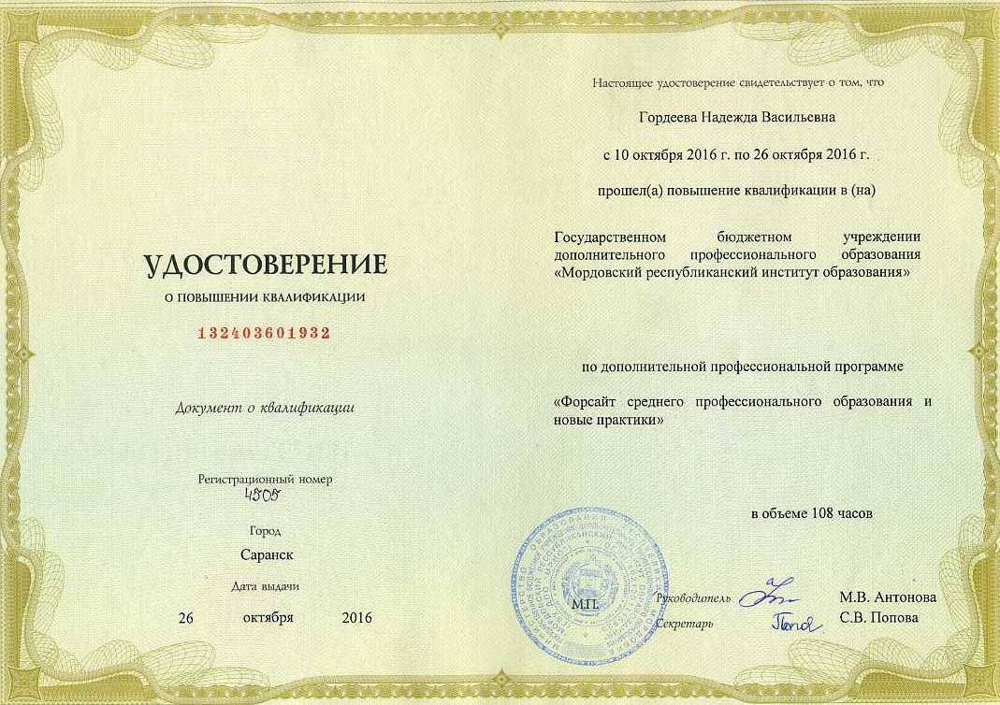 УДОСТОВЕРЕНИЕ
О ПОВЫШЕНИИ КВАЛИФИКАЦИИ
132403601932
Документ о квалификации
Регистрационный номер
4505
Город
Саранск
Дата выдачи
26 октября 2016
Настоящее удостоверение свидетельствует о том, что
Гордеева Надежда Васильевна
с 10 октября 2016 г. по 26 октября 2016 г.
прошел(а) повышение квалификации в (на)
Государственном бюджетном учреждении
дополнительного профессионального образования
«Мордовский республиканский институт образования»
по дополнительной профессиональной программе
«Форсайт среднего профессионального образования и
новые практики»
в объеме 108 часов
М.П.
Руководитель М.В. Антонова
Секретарь С.В. Попова